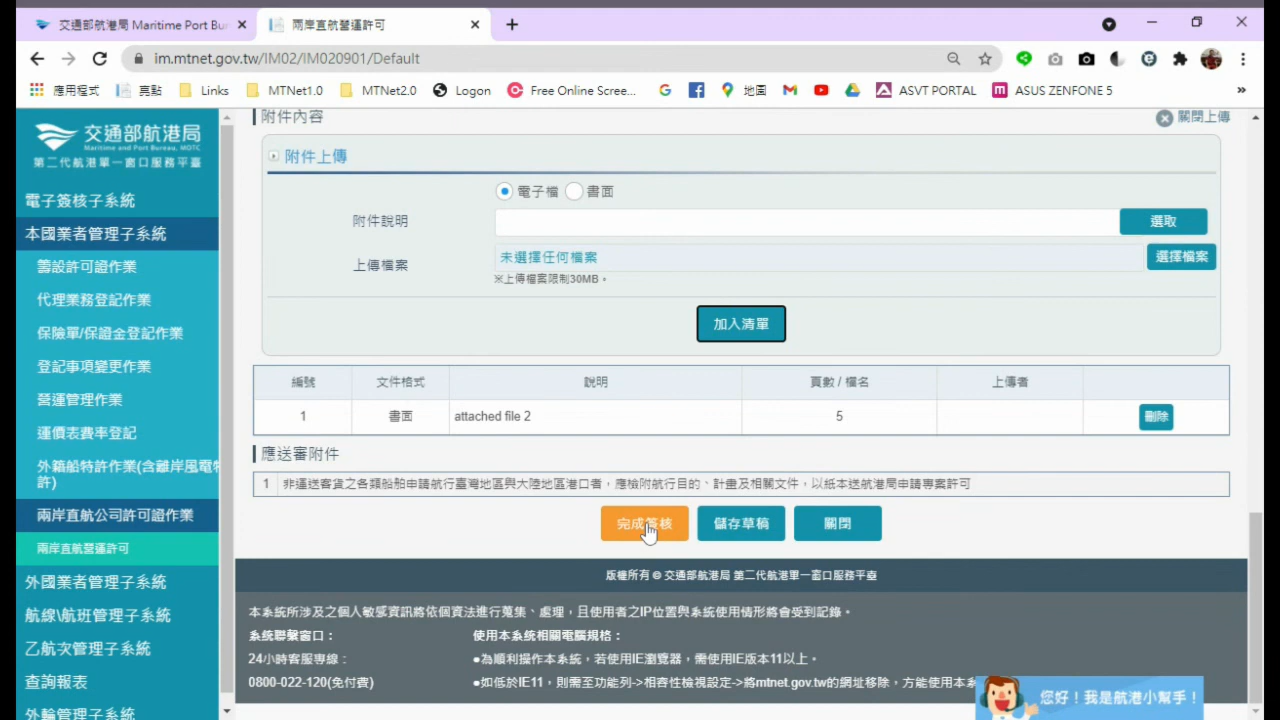 交通部航港局 Maritime Port Bur
兩岸直航營運許可
im.mtnet.gov.tw/IM02/IM020901/Default
應用程式
亮點
Links
MTNet1.0
MTNet2.0
Logon
Free Online Scree...
地圖
ASVT PORTAL
ASUS ZENFONE 5
交通部航港局
Maritime and Port Bureau, MOTC
第二代航港單一窗口服務平臺
電子簽核子系統
本國業者管理子系統
籌設許可證作業
代理業務登記作業
保險單/保證金登記作業
登記事項變更作業
營運管理作業
運價表費率登記
外籍船特許作業(含離岸風電特
許)
兩岸直航公司許可證作業
兩岸直航營運許可
外國業者管理子系統
航線\航班管理子系統
乙航次管理子系統
查詢報表
外輪管理子系統
附件內容
關閉上傳
附件上傳
電子檔 書面
附件說明
選取
上傳檔案
未選擇任何檔案
選擇檔案
※上傳檔案限制30MB。
加入清單
編號 文件格式 說明 頁數 / 檔名 上傳者
1 書面 attached file 2 5 刪除
應送審附件
1 非運送客貨之各類船舶申請航行臺灣地區與大陸地區港口者，應檢附航行目的、計畫及相關文件，以紙本送航港局申請專案許可
完成簽核 儲存草稿 關閉
版權所有 © 交通部航港局 第二代航港單一窗口服務平臺
本系統所涉及之個人敏感資訊將依個資法進行蒐集、處理，且使用者之IP位置與系統使用情形將會受到記錄。
系統聯繫窗口：
使用本系統相關電腦規格：
24小時客服專線：
●為順利操作本系統，若使用IE瀏覽器，需使用IE版本11以上。
0800-022-120(免付費)
●如低於IE11，則需至功能列->相容性檢視設定->將mtnet.gov.tw的網址移除，方能使用本系
您好！我是航港小幫手！